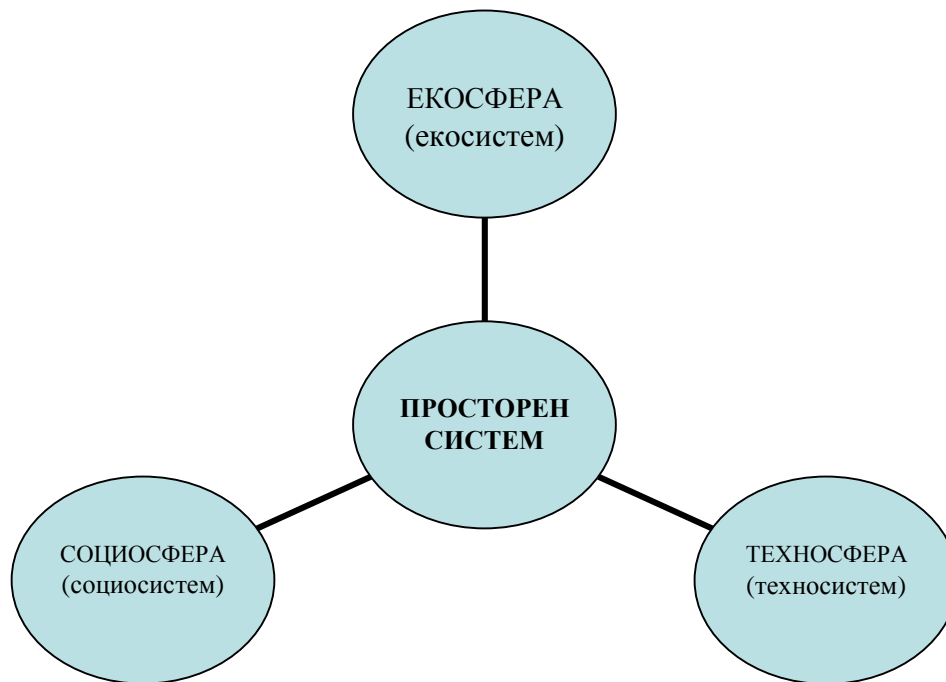 ЕКОСФЕРА
(екосистем)
ПРОСТОРЕН
СИСТЕМ
СОЦИОСФЕРА
(социосистем)
ТЕХНОСФЕРА
(техносистем)